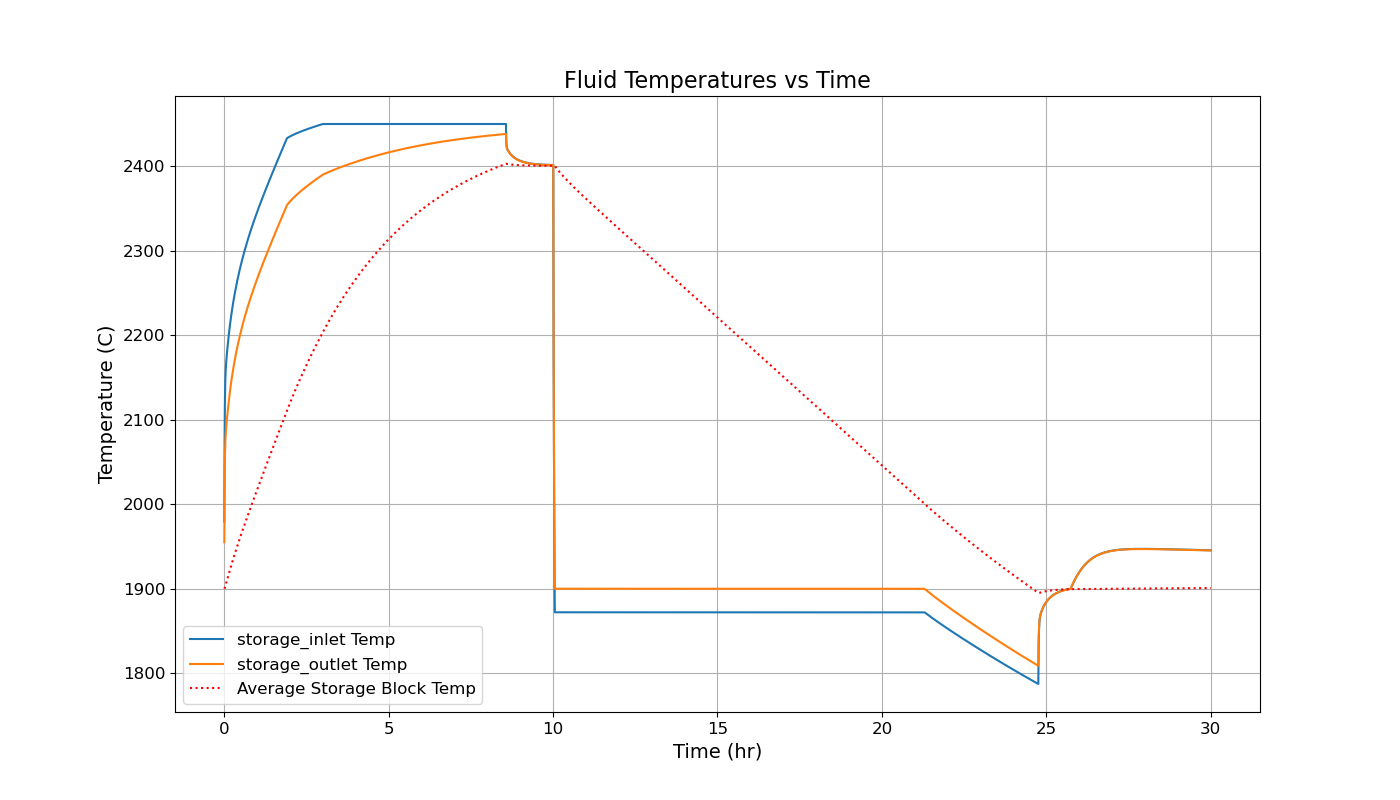 Fluid Temperatures vs Time
Temperature (C)
2400
2300
2200
2100
2000
1900
1800
storage_inlet Temp
storage_outlet Temp
Average Storage Block Temp
0 5 10 15 20 25 30
Time (hr)